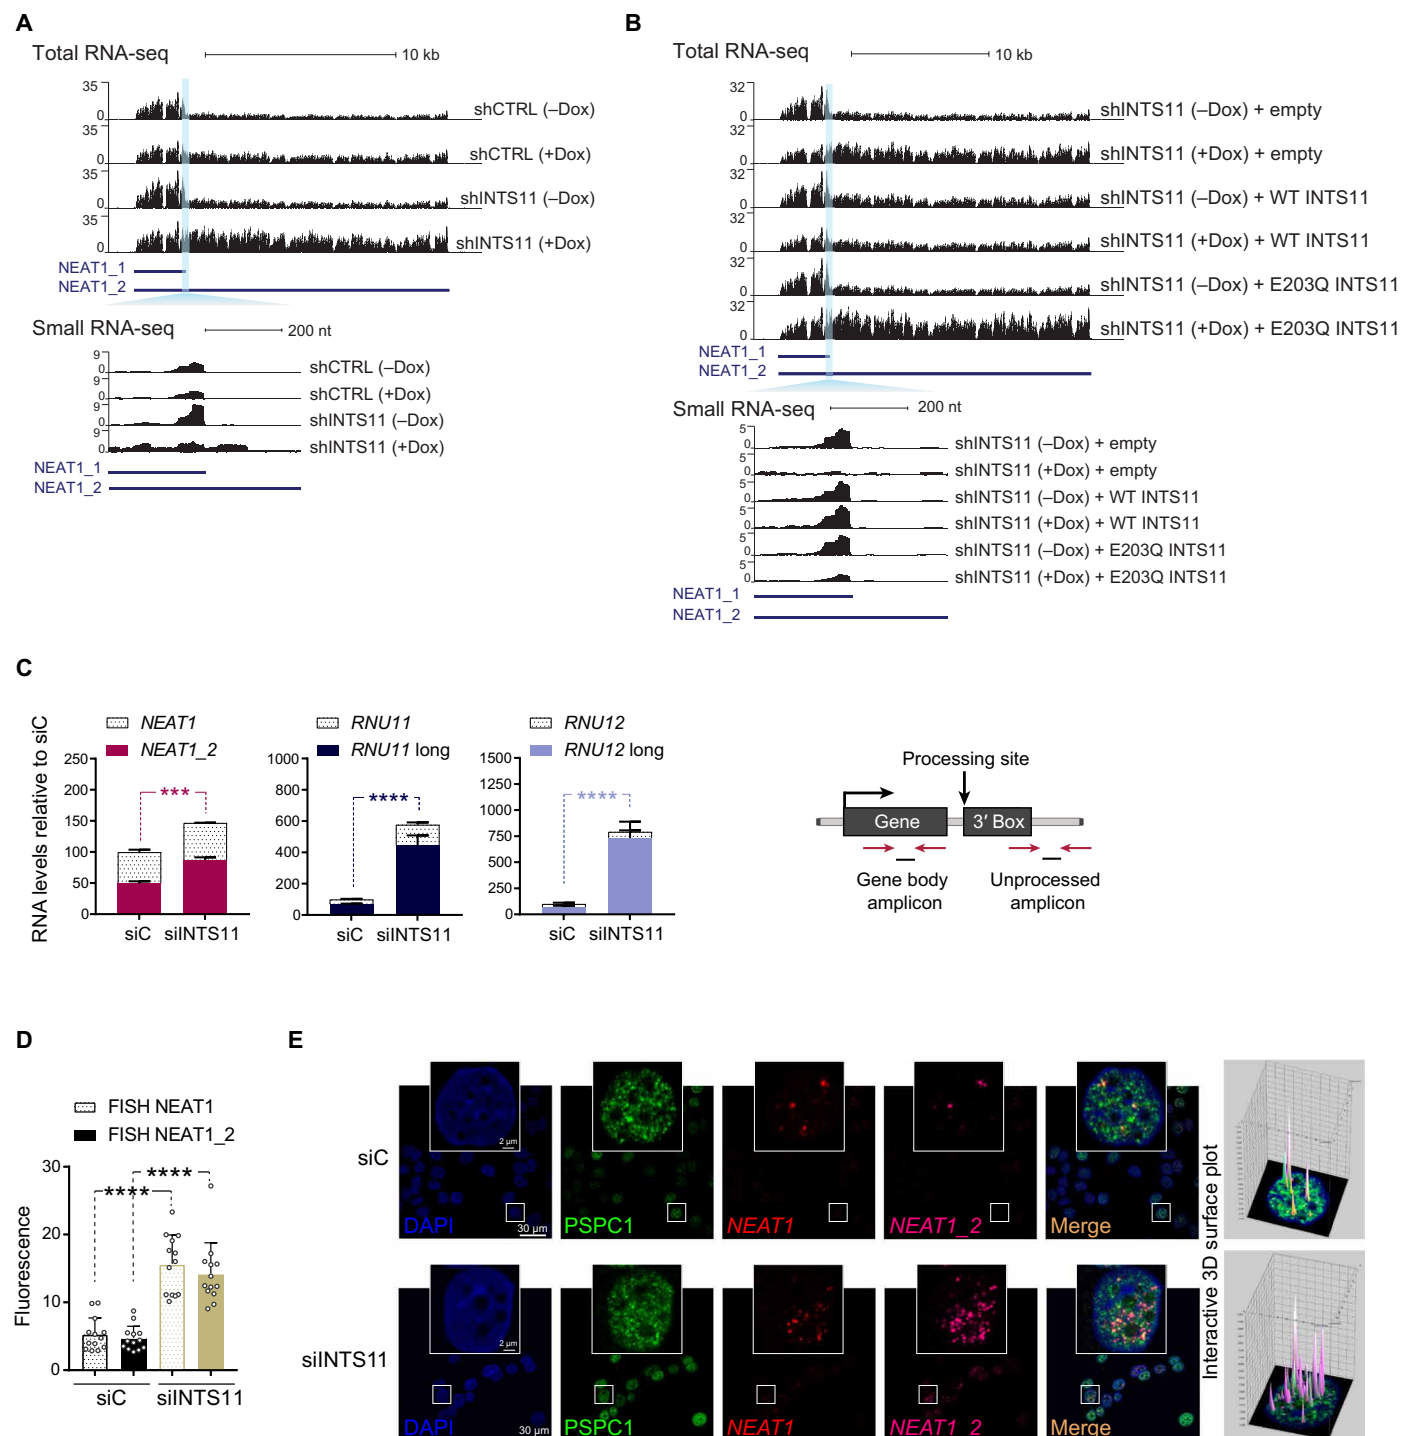 A
Total RNA-seq
10 kb
35
0
shCTRL (–Dox)
35
0
shCTRL (+Dox)
35
0
shINTS11 (–Dox)
35
0
shINTS11 (+Dox)
NEAT1_1
NEAT1_2
Small RNA-seq
200 nt
9
0
shCTRL (–Dox)
9
0
shCTRL (+Dox)
9
0
shINTS11 (–Dox)
9
0
shINTS11 (+Dox)
NEAT1_1
NEAT1_2
B
Total RNA-seq
10 kb
32
0
shINTS11 (–Dox) + empty
32
0
shINTS11 (+Dox) + empty
32
0
shINTS11 (–Dox) + WT INTS11
32
0
shINTS11 (+Dox) + WT INTS11
32
0
shINTS11 (–Dox) + E203Q INTS11
32
0
shINTS11 (+Dox) + E203Q INTS11
NEAT1_1
NEAT1_2
Small RNA-seq
200 nt
5
0
shINTS11 (–Dox) + empty
5
0
shINTS11 (+Dox) + empty
5
0
shINTS11 (–Dox) + WT INTS11
5
0
shINTS11 (+Dox) + WT INTS11
5
0
shINTS11 (–Dox) + E203Q INTS11
5
0
shINTS11 (+Dox) + E203Q INTS11
NEAT1_1
NEAT1_2
C
RNA levels relative to siC
NEAT1
NEAT1_2
250
200
150
100
50
0
***
siC siINTS11
RNU11
RNU11 long
1000
800
600
400
200
0
****
siC siINTS11
RNU12
RNU12 long
1500
1250
1000
750
500
250
0
****
siC siINTS11
Processing site
Gene
3′ Box
Gene body
amplicon
Unprocessed
amplicon
D
FISH NEAT1
FISH NEAT1_2
Fluorescence
30
20
10
0
****
****
siC siINTS11
E
siC
2 µm
DAPI
30 µm
PSPC1
NEAT1
NEAT1_2
Merge
siINTS11
2 µm
DAPI
30 µm
PSPC1
NEAT1
NEAT1_2
Merge
Interactive 3D surface plot